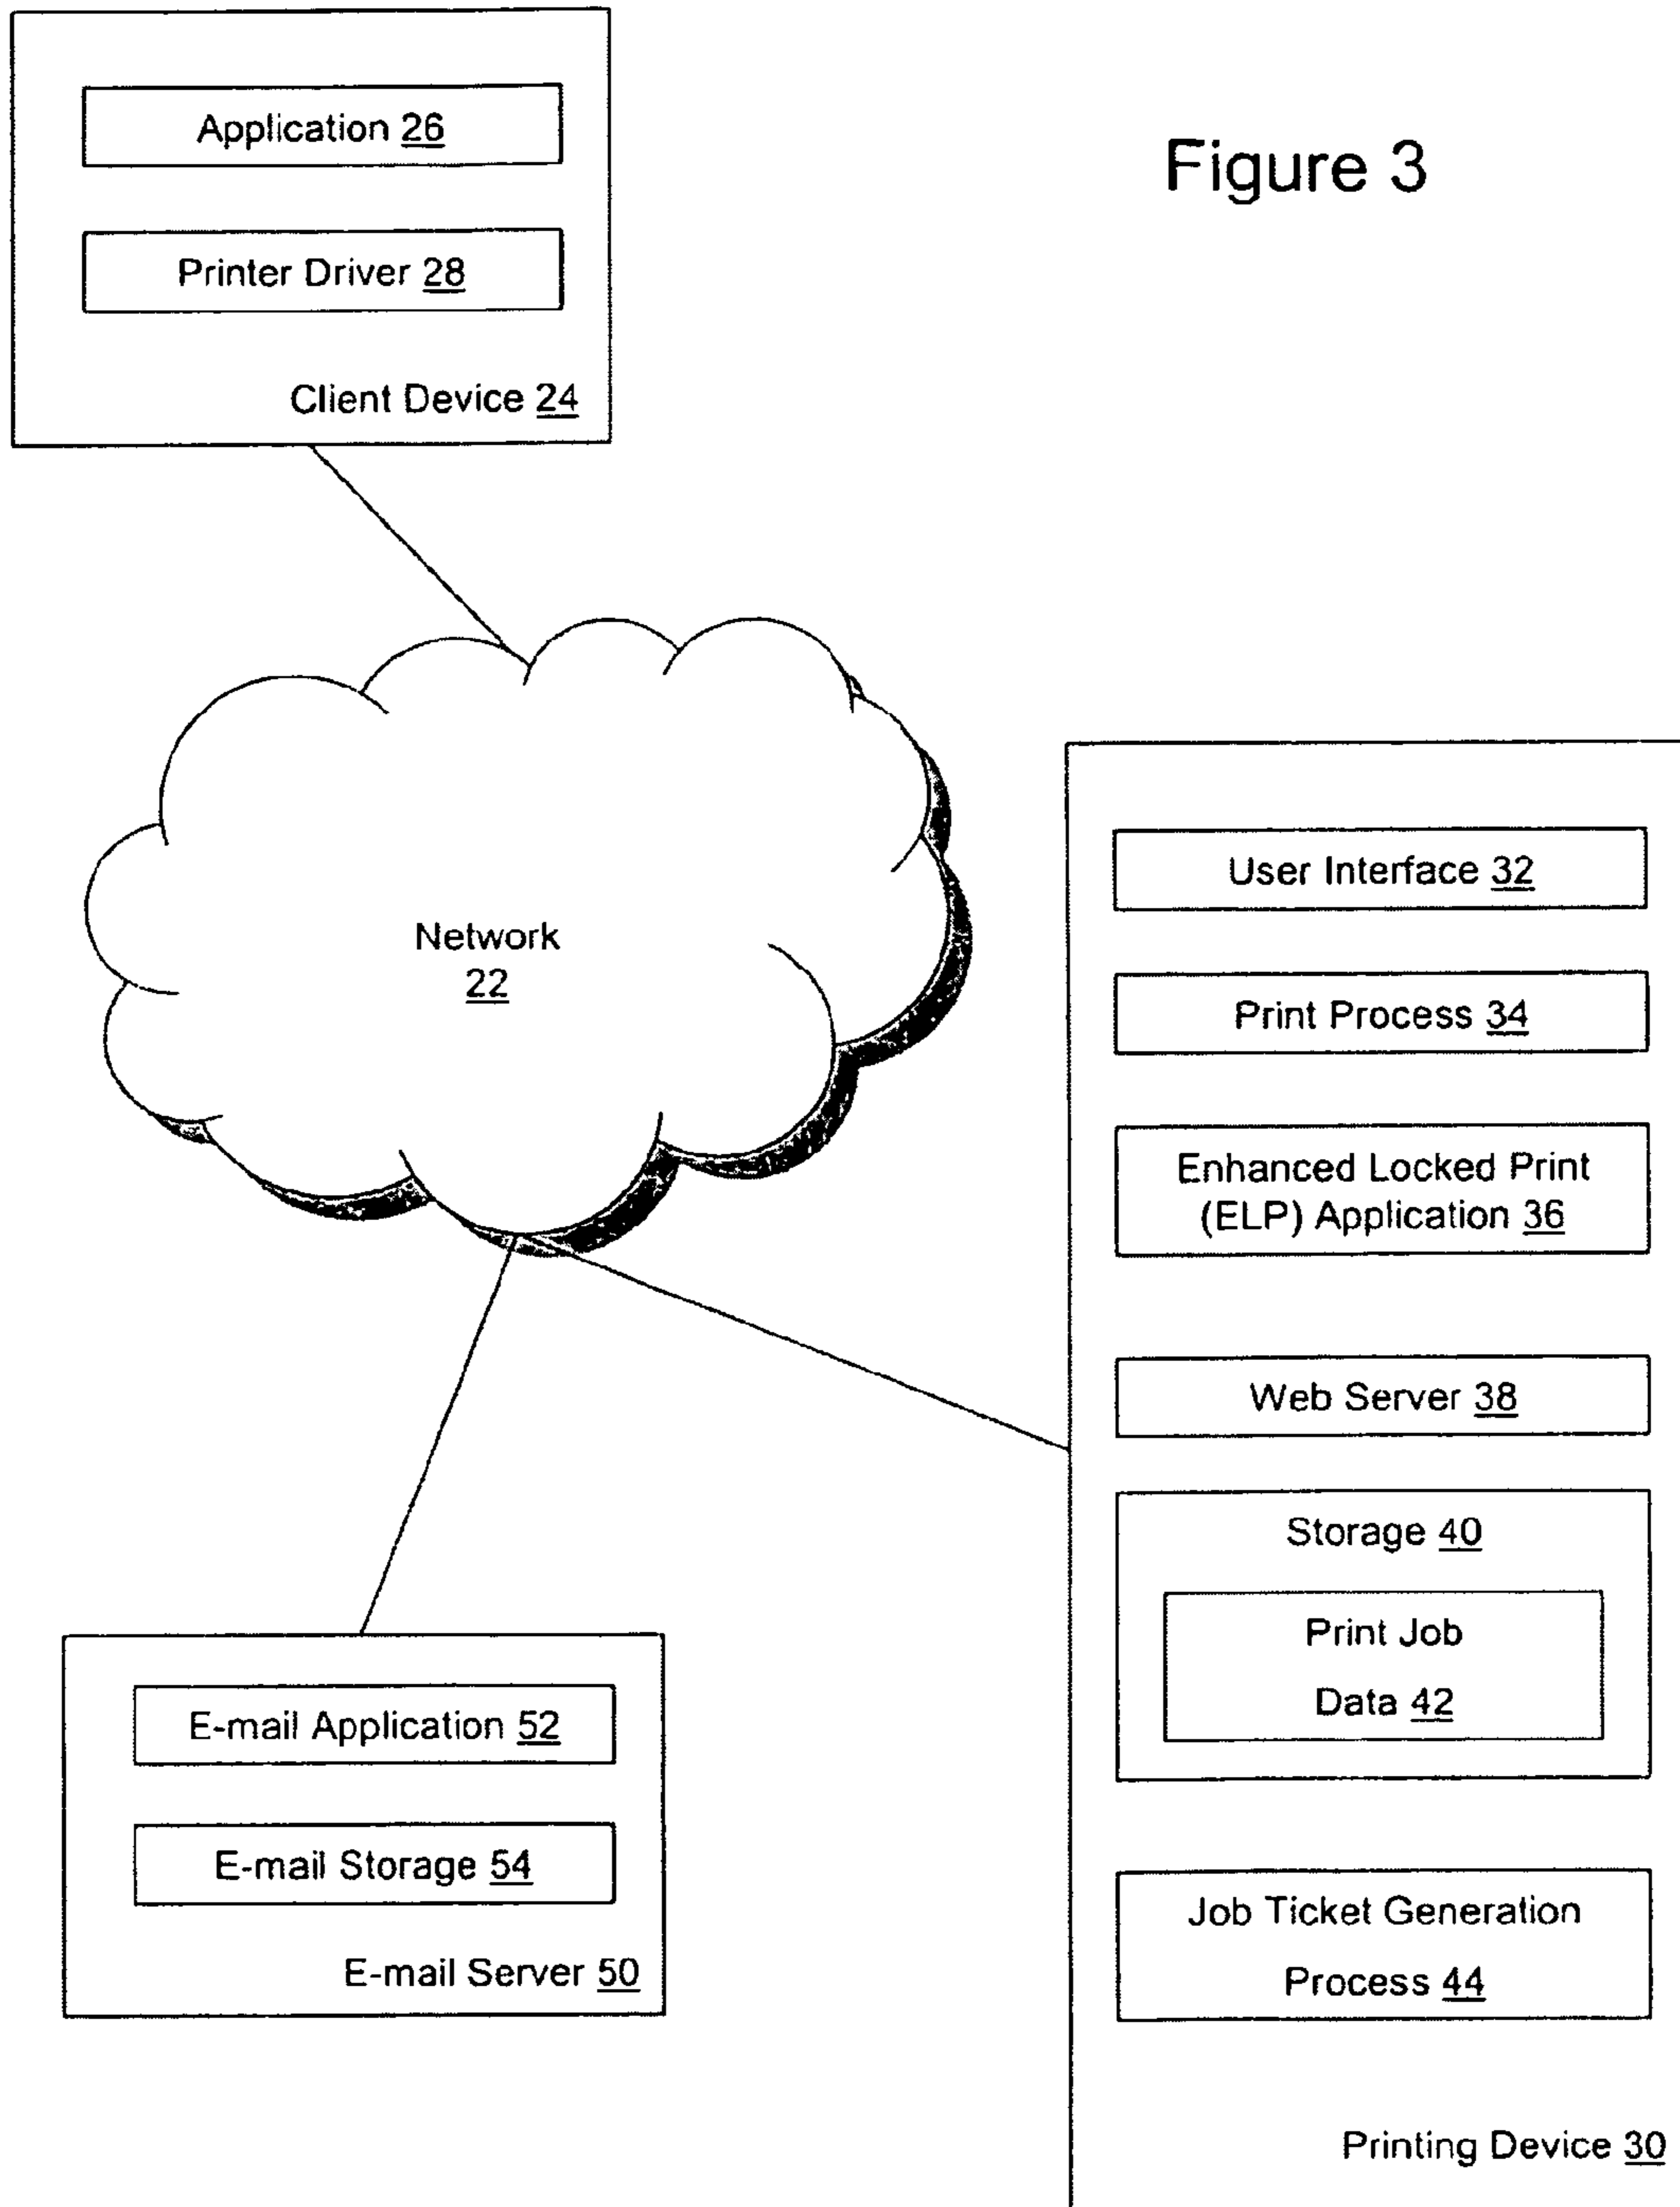 Figure 3
Application 26
Printer Driver 28
Client Device 24
Network
22
User Interface 32
Print Process 34
Enhanced Locked Print
(ELP) Application 36
Web Server 38
Storage 40
Print Job
Data 42
Job Ticket Generation
Process 44
Printing Device 30
E-mail Application 52
E-mail Storage 54
E-mail Server 50